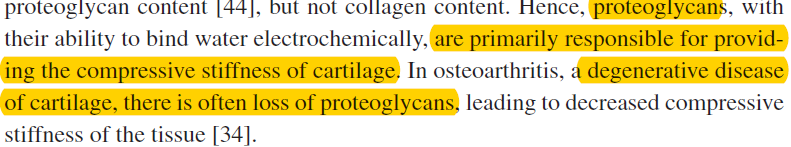 proteoglycan content [44], but not collagen content. Hence, proteoglycans, with
their ability to bind water electrochemically, are primarily responsible for provid-
ing the compressive stiffness of cartilage. In osteoarthritis, a degenerative disease
of cartilage, there is often loss of proteoglycans, leading to decreased compressive
stiffness of the tissue [34].